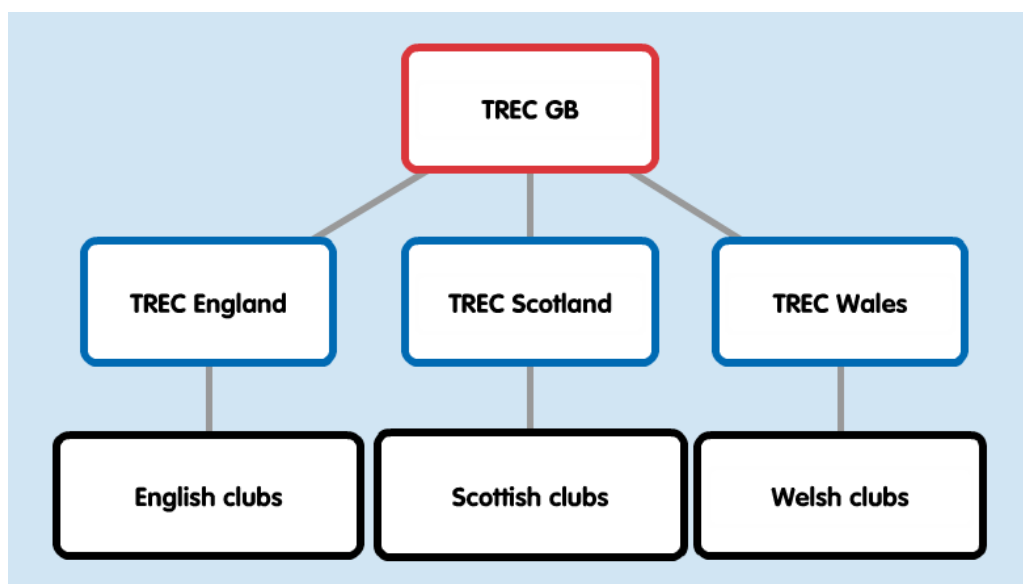 TREC GB
TREC England
TREC Scotland
TREC Wales
English clubs
Scottish clubs
Welsh clubs